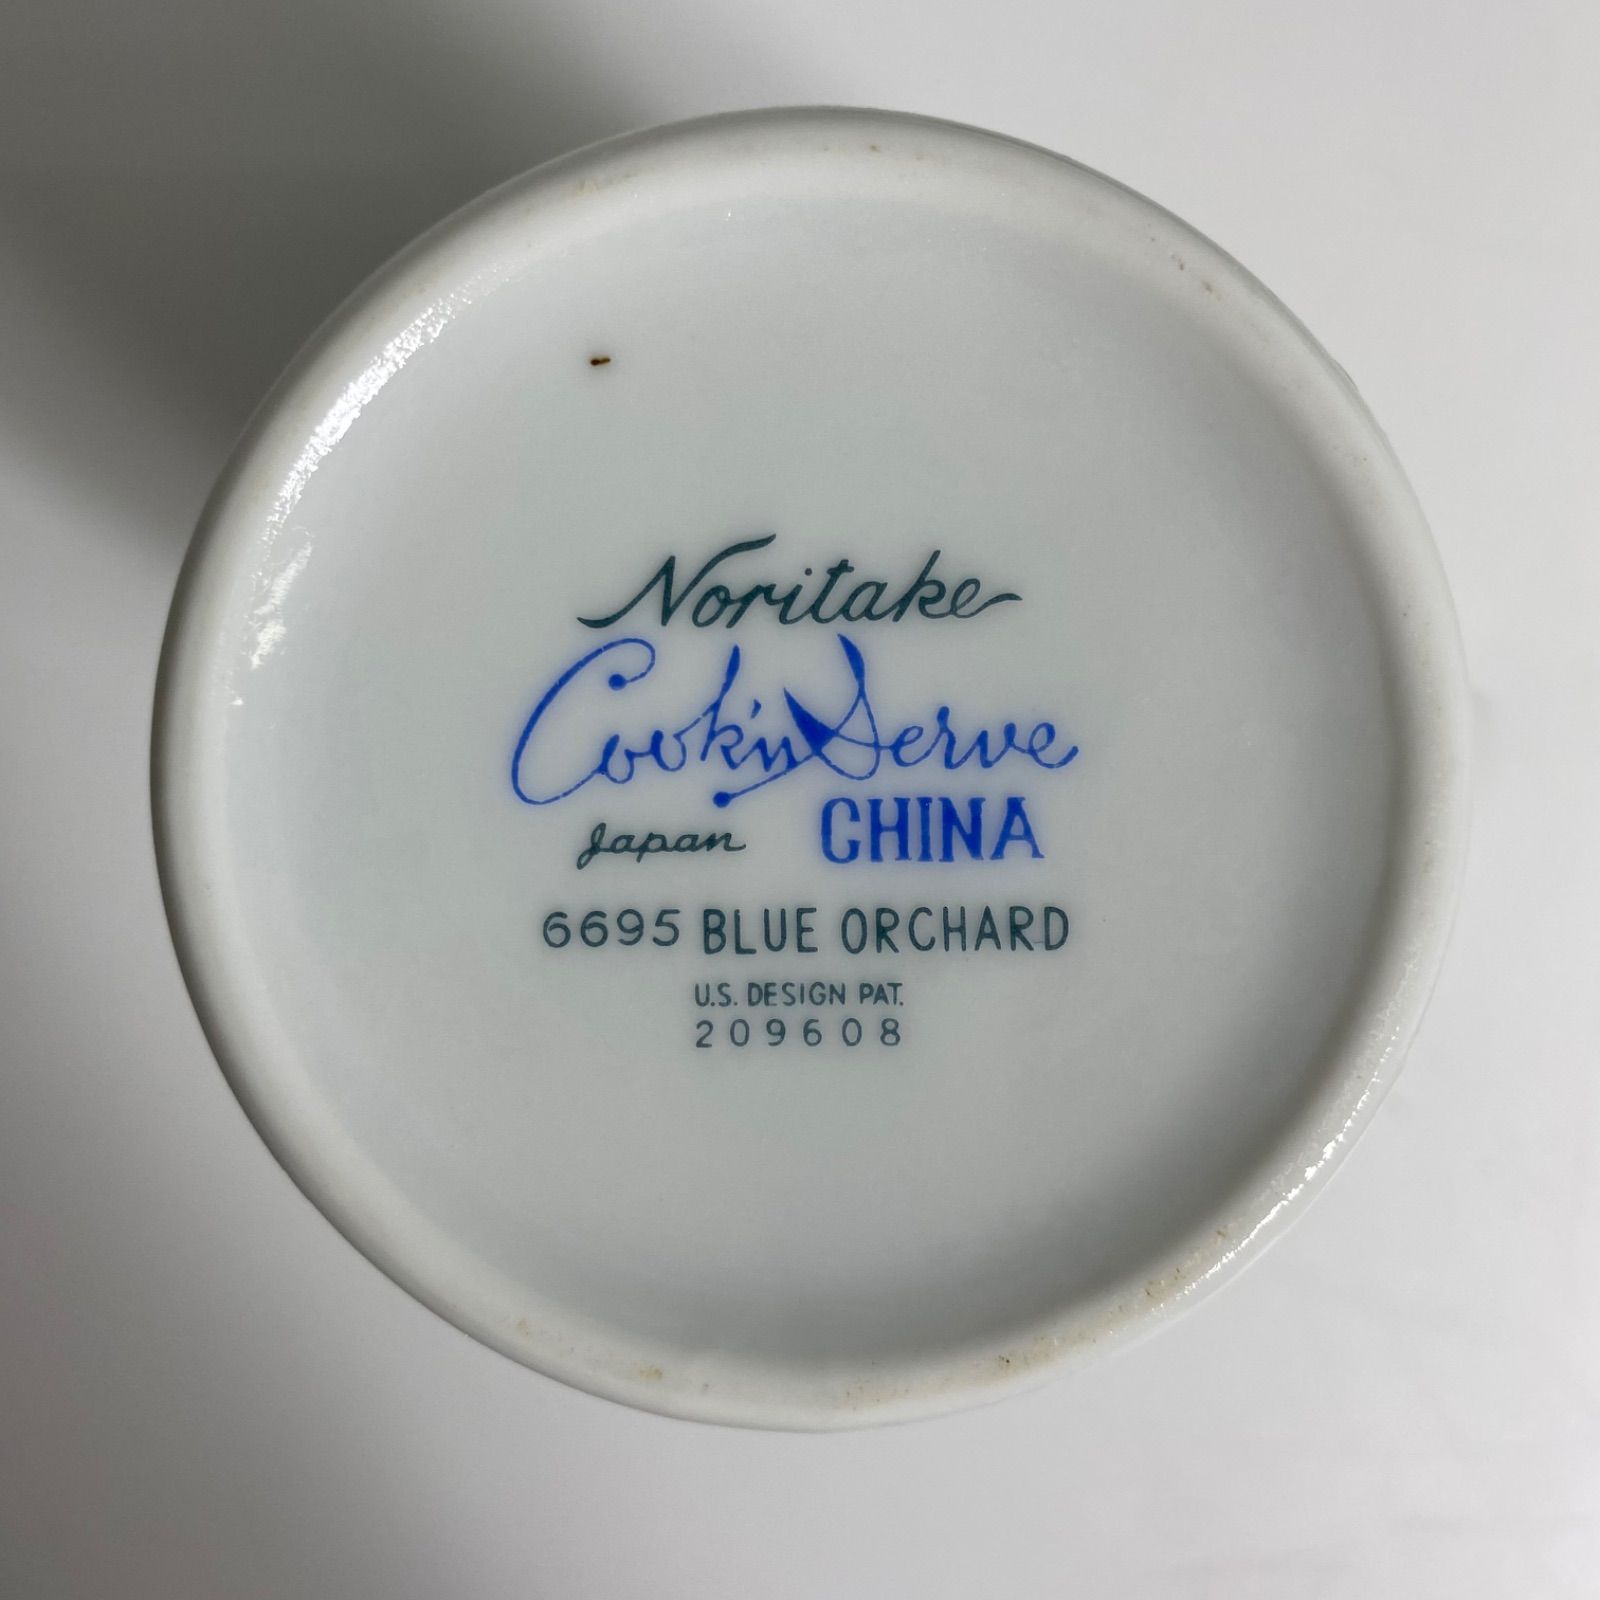 Noritake
Cook'n Serve
Japan CHINA
6695 BLUE ORCHARD
U.S. DESIGN PAT.
209608